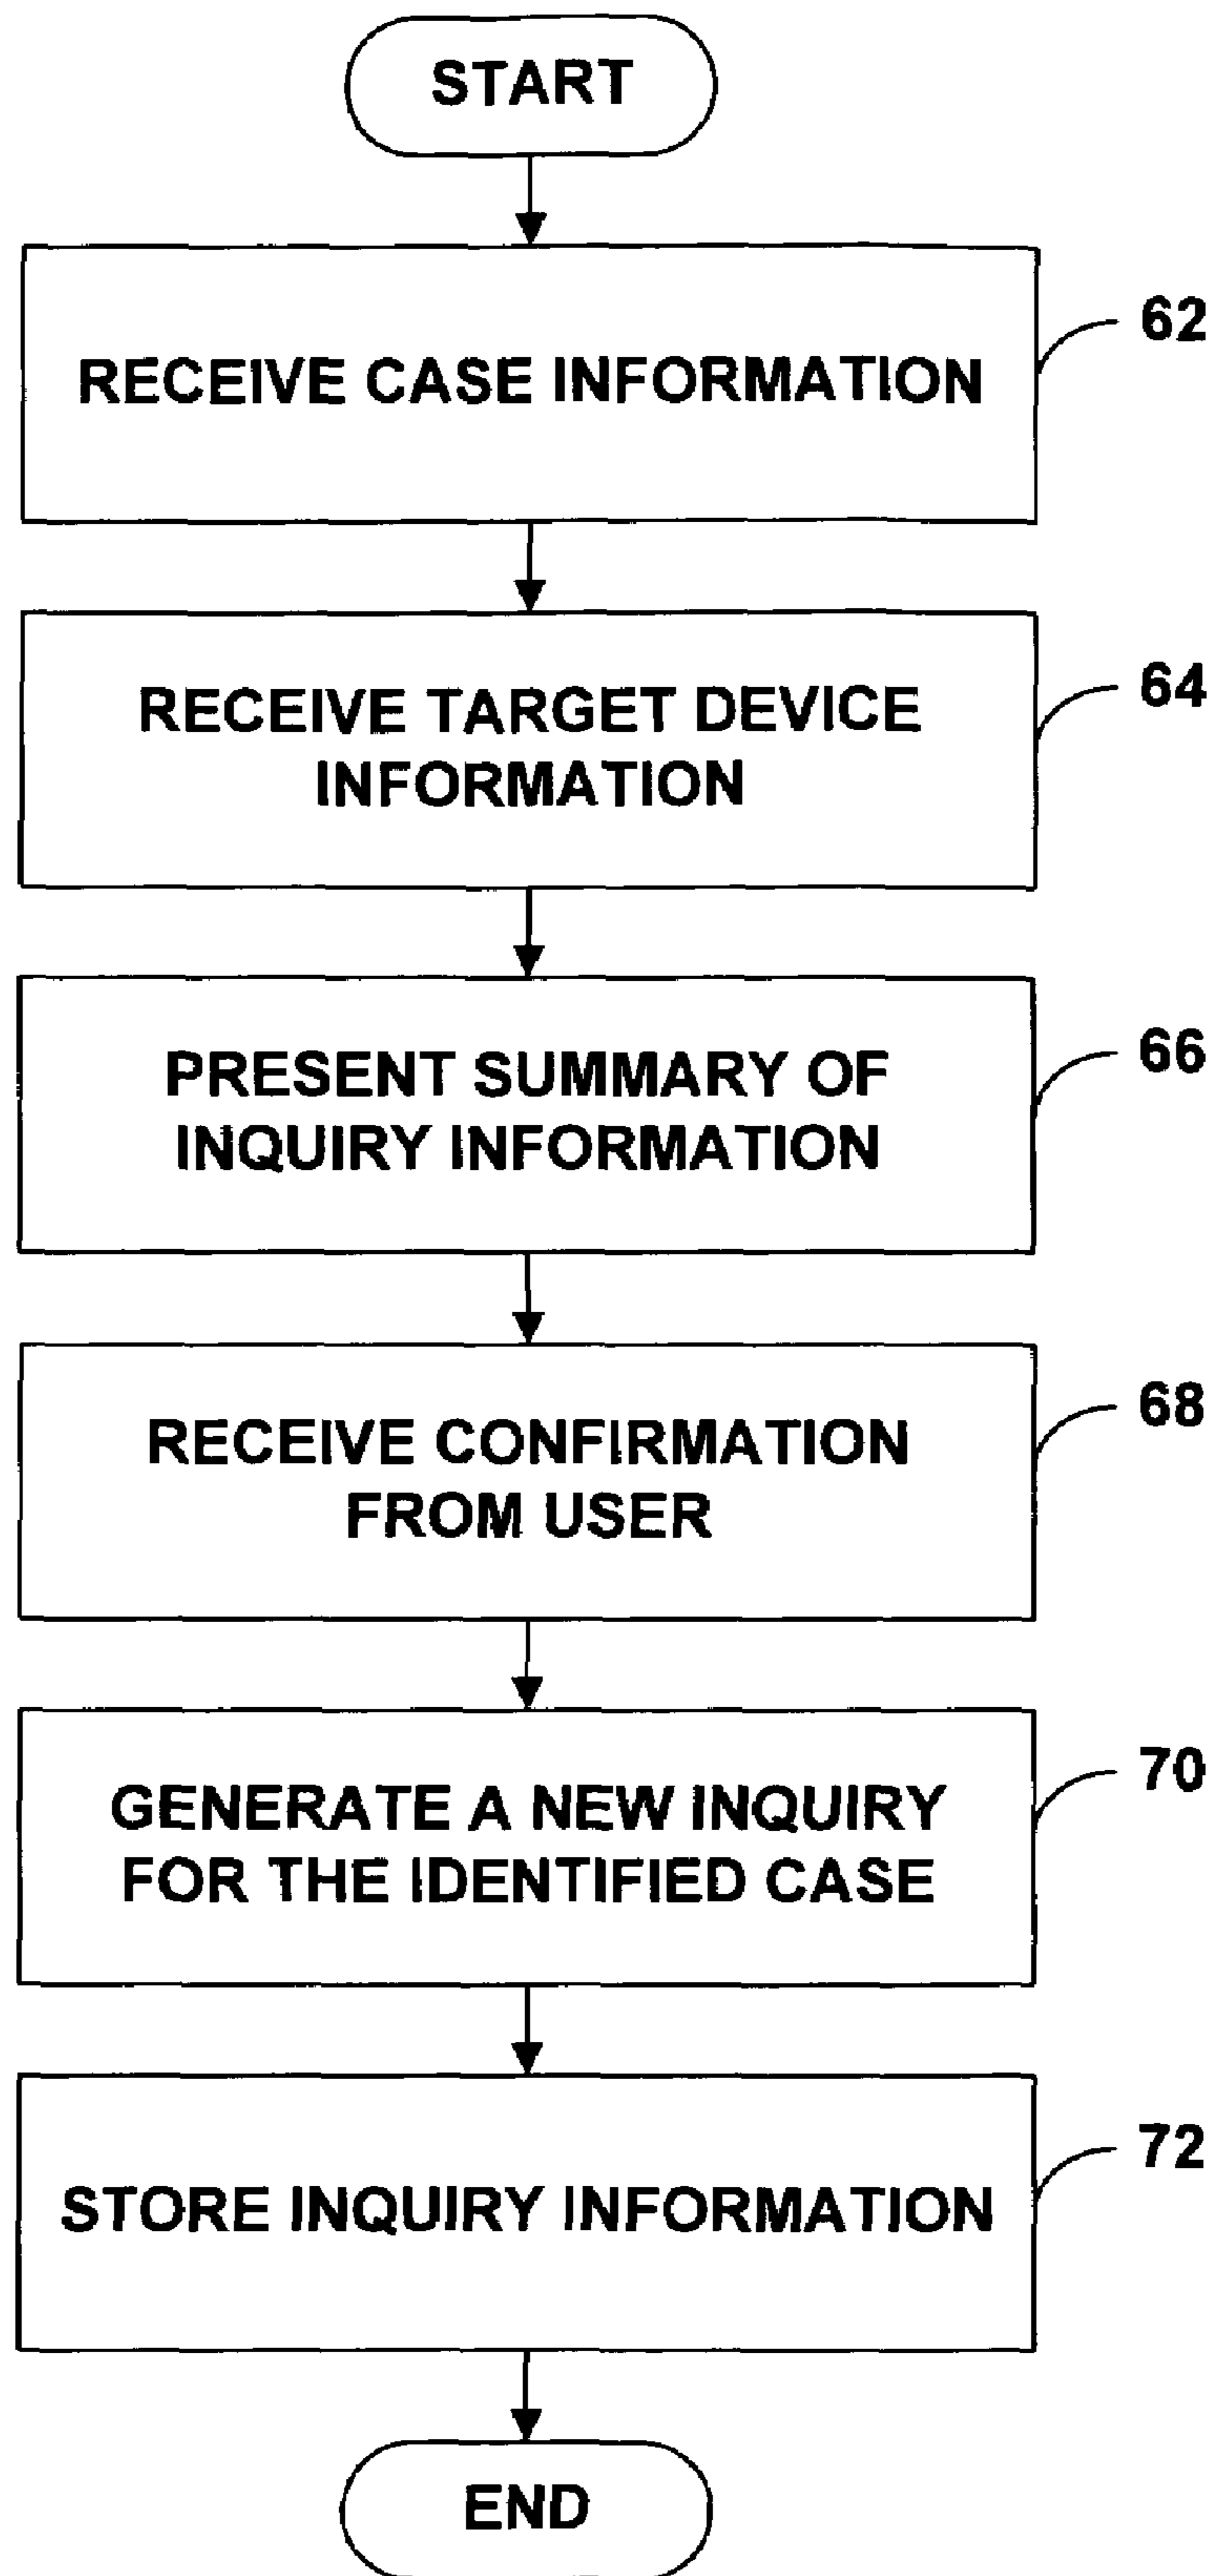 START
RECEIVE CASE INFORMATION
62
RECEIVE TARGET DEVICE
INFORMATION
64
PRESENT SUMMARY OF
INQUIRY INFORMATION
66
RECEIVE CONFIRMATION
FROM USER
68
GENERATE A NEW INQUIRY
FOR THE IDENTIFIED CASE
70
STORE INQUIRY INFORMATION
72
END